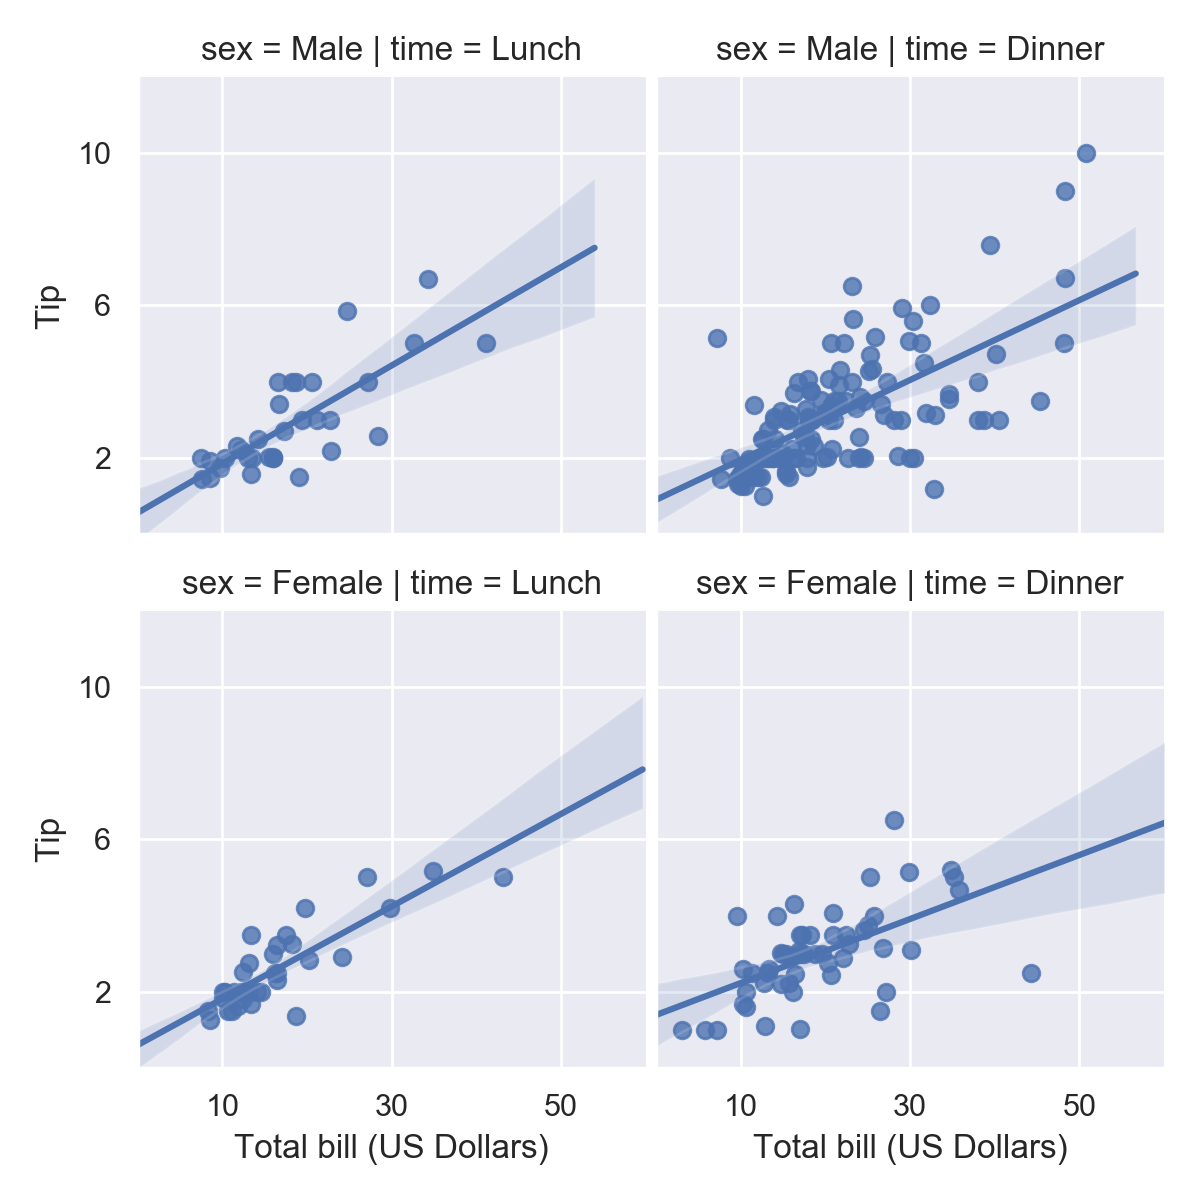 sex = Male | time = Lunch
sex = Male | time = Dinner
10
6
2
Tip
sex = Female | time = Lunch
sex = Female | time = Dinner
10
6
2
Tip
10
30
50
10
30
50
Total bill (US Dollars)
Total bill (US Dollars)